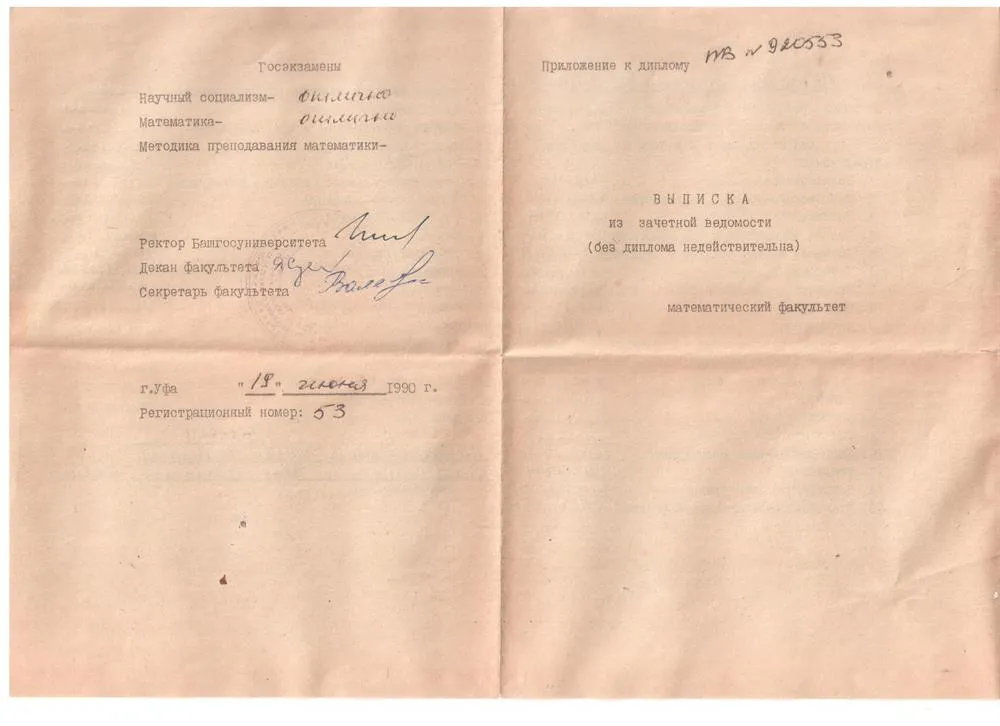 Госэкзамены
Научный социализм- отлично
Математика- отлично
Методика преподавания математики-
Ректор Башгосуниверситета
Декан факультета
Секретарь факультета
г.Уфа "19" июня 1990 г.
Регистрационный номер: 53
Приложение к диплому ПВ № 920553
ВЫПИСКА
из зачетной ведомости
(без диплома недействительна)
математический факультет